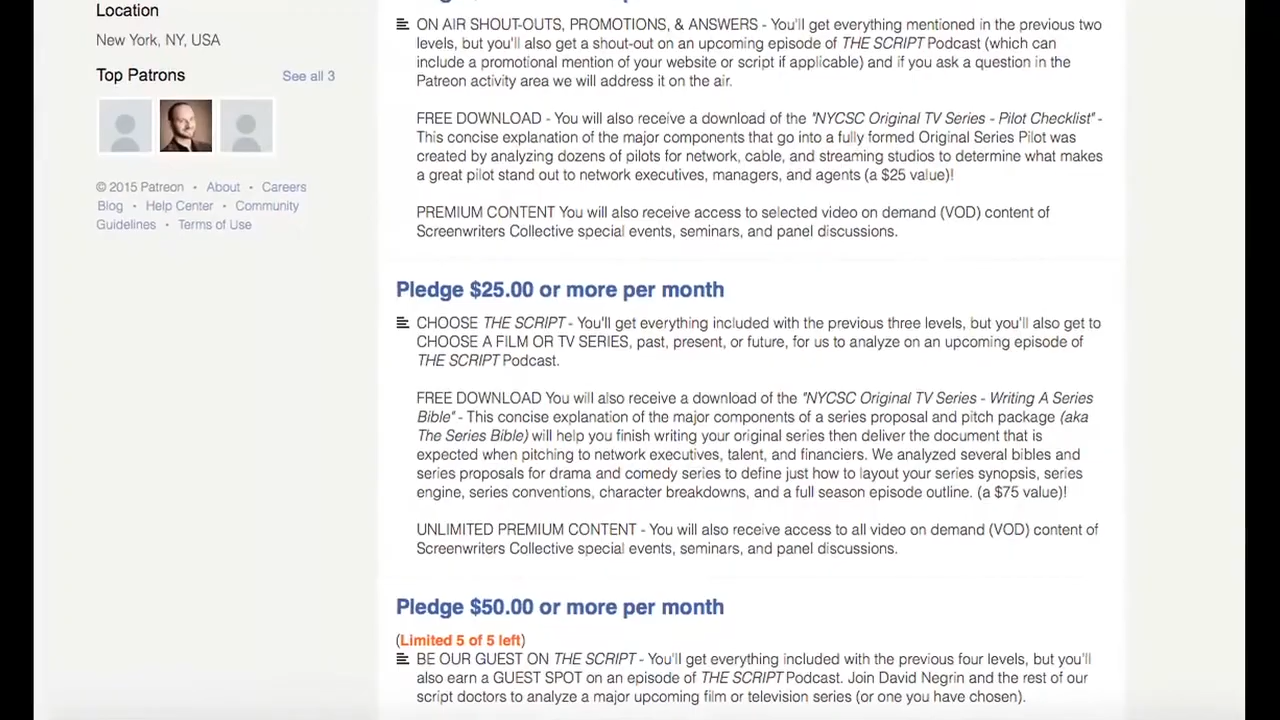 Location
New York, NY, USA
Top Patrons
See all 3
© 2015 Patreon • About • Careers
Blog • Help Center • Community
Guidelines • Terms of Use
ON AIR SHOUT-OUTS, PROMOTIONS, & ANSWERS - You'll get everything mentioned in the previous two
levels, but you'll also get a shout-out on an upcoming episode of THE SCRIPT Podcast (which can
include a promotional mention of your website or script if applicable) and if you ask a question in the
Patreon activity area we will address it on the air.
FREE DOWNLOAD - You will also receive a download of the "NYCSC Original TV Series - Pilot Checklist" -
This concise explanation of the major components that go into a fully formed Original Series Pilot was
created by analyzing dozens of pilots for network, cable, and streaming studios to determine what makes
a great pilot stand out to network executives, managers, and agents (a $25 value)!
PREMIUM CONTENT You will also receive access to selected video on demand (VOD) content of
Screenwriters Collective special events, seminars, and panel discussions.
Pledge $25.00 or more per month
CHOOSE THE SCRIPT - You'll get everything included with the previous three levels, but you'll also get to
CHOOSE A FILM OR TV SERIES, past, present, or future, for us to analyze on an upcoming episode of
THE SCRIPT Podcast.
FREE DOWNLOAD You will also receive a download of the "NYCSC Original TV Series - Writing A Series
Bible" - This concise explanation of the major components of a series proposal and pitch package (aka
The Series Bible) will help you finish writing your original series then deliver the document that is
expected when pitching to network executives, talent, and financiers. We analyzed several bibles and
series proposals for drama and comedy series to define just how to layout your series synopsis, series
engine, series conventions, character breakdowns, and a full season episode outline. (a $75 value)!
UNLIMITED PREMIUM CONTENT - You will also receive access to all video on demand (VOD) content of
Screenwriters Collective special events, seminars, and panel discussions.
Pledge $50.00 or more per month
(Limited 5 of 5 left)
BE OUR GUEST ON THE SCRIPT - You'll get everything included with the previous four levels, but you'll
also earn a GUEST SPOT on an episode of THE SCRIPT Podcast. Join David Negrin and the rest of our
script doctors to analyze a major upcoming film or television series (or one you have chosen).